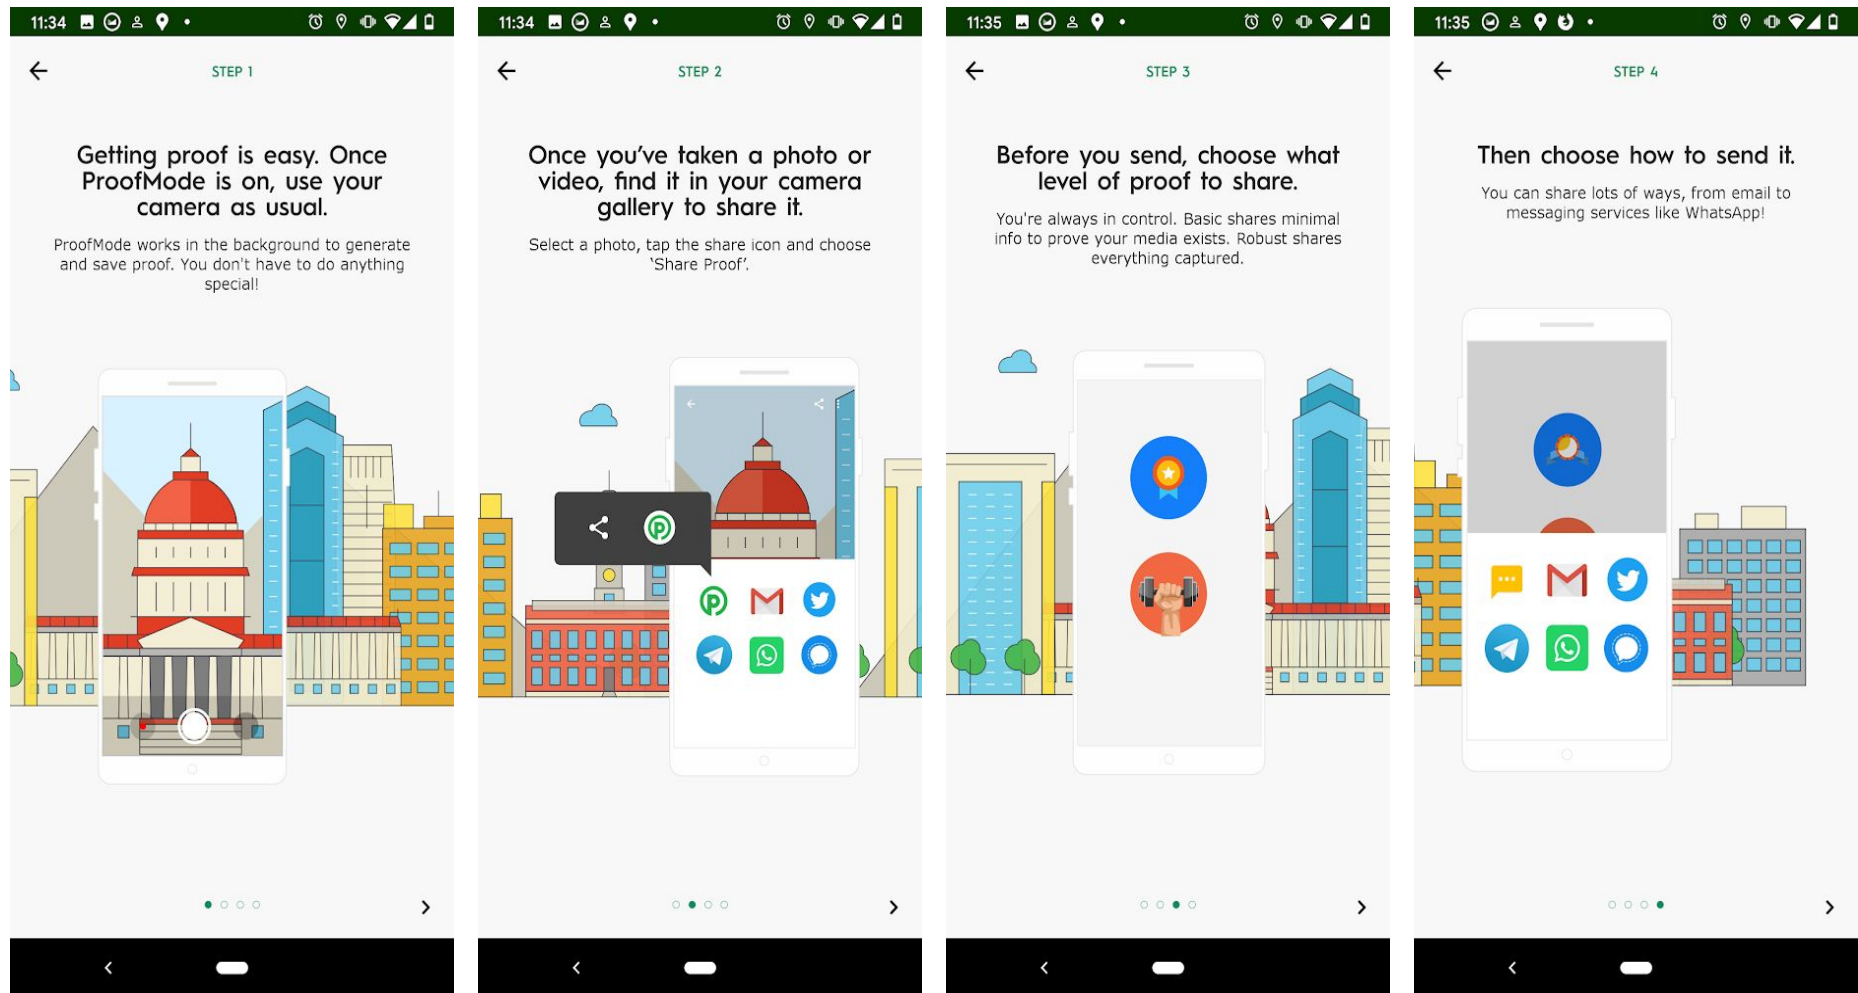 11:34
STEP 1
Getting proof is easy. Once
ProofMode is on, use your
camera as usual.
ProofMode works in the background to generate
and save proof. You don't have to do anything
special!
11:34
STEP 2
Once you've taken a photo or
video, find it in your camera
gallery to share it.
Select a photo, tap the share icon and choose
‘Share Proof’.
11:35
STEP 3
Before you send, choose what
level of proof to share.
You're always in control. Basic shares minimal
info to prove your media exists. Robust shares
everything captured.
11:35
STEP 4
Then choose how to send it.
You can share lots of ways, from email to
messaging services like WhatsApp!